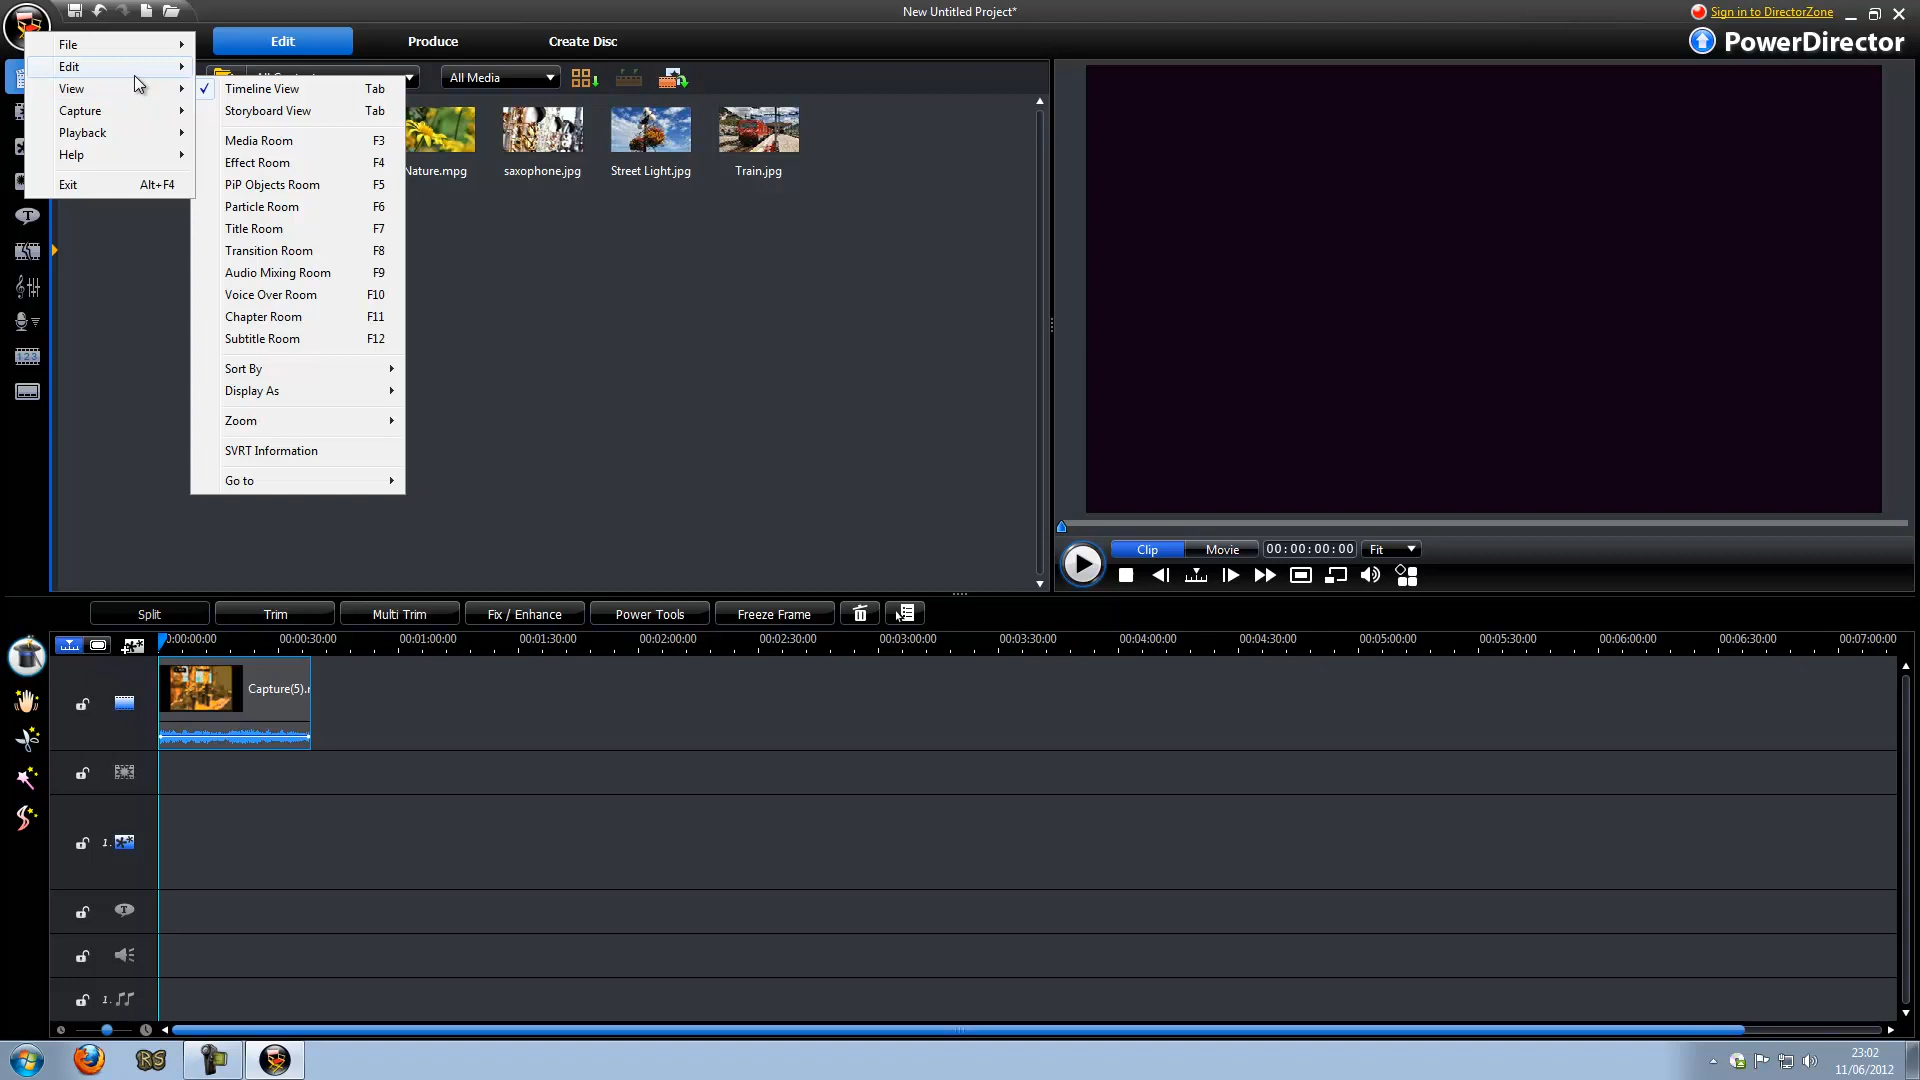 New Untitled Project*
Sign in to DirectorZone
Edit
Produce
Create Disc
PowerDirector
File
Edit
View
Capture
Playback
Help
Exit Alt+F4
All Media
Timeline View Tab
Storyboard View Tab
Media Room F3
Effect Room F4
PiP Objects Room F5
Particle Room F6
Title Room F7
Transition Room F8
Audio Mixing Room F9
Voice Over Room F10
Chapter Room F11
Subtitle Room F12
Sort By
Display As
Zoom
SVRT Information
Go to
Nature.mpg
saxophone.jpg
Street Light.jpg
Train.jpg
Clip
Movie
00:00:00:00
Fit
Split
Trim
Multi Trim
Fix / Enhance
Power Tools
Freeze Frame
0:00:00:00 00:00:30:00 00:01:00:00 00:01:30:00 00:02:00:00 00:02:30:00 00:03:00:00 00:03:30:00 00:04:00:00 00:04:30:00 00:05:00:00 00:05:30:00 00:06:00:00 00:06:30:00 00:07:00:00
Capture(5).
1.
T
1.
RS
23:02
11/06/2012